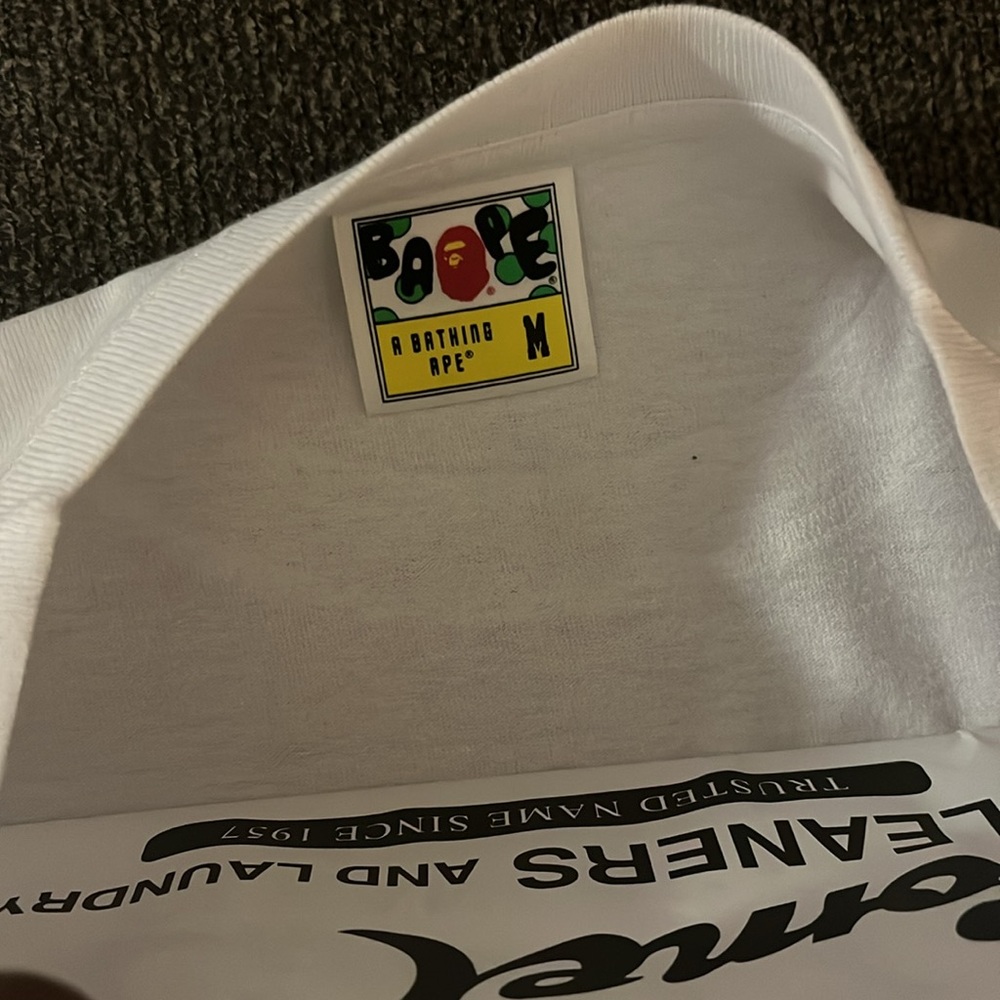 BAPE
A BATHING
APE®
M
TRUSTED NAME SINCE 1957
LEANERS AND LAUNDRY